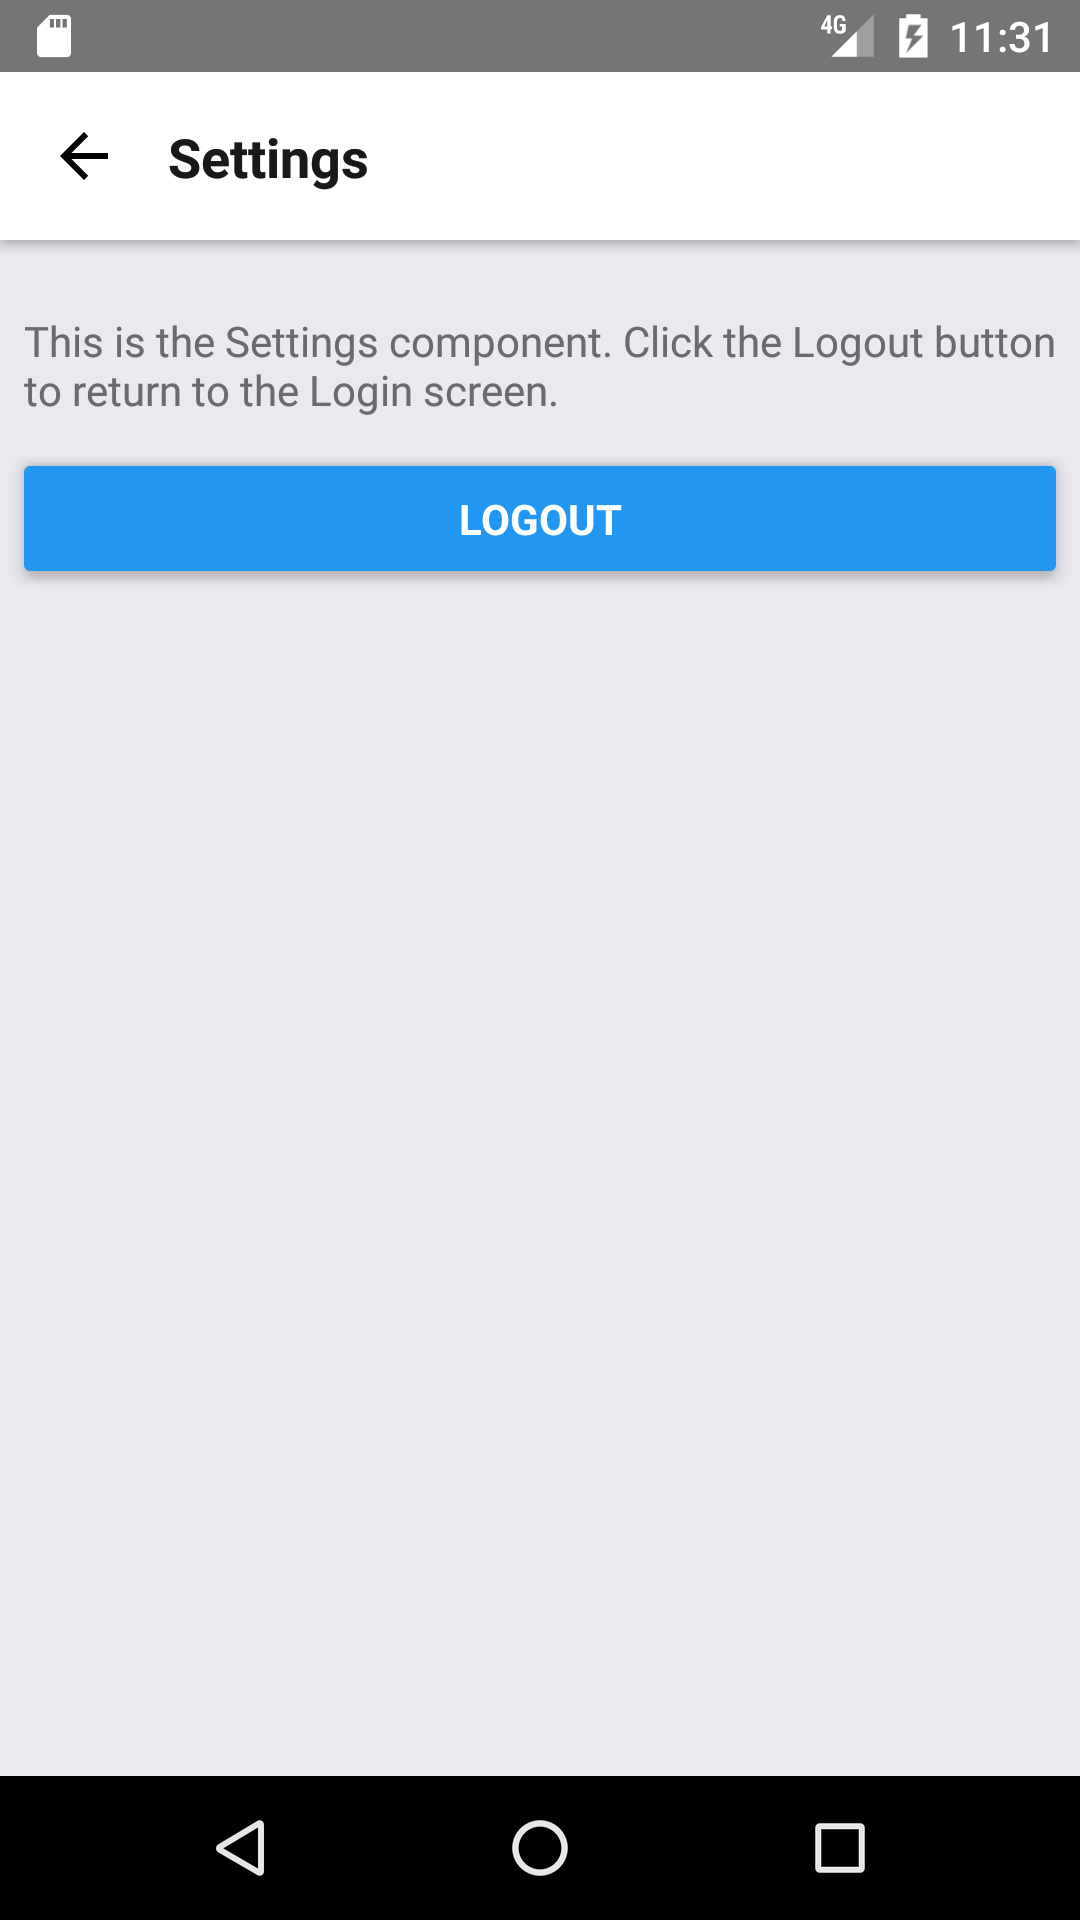 4G 11:31
Settings
This is the Settings component. Click the Logout button
to return to the Login screen.
LOGOUT